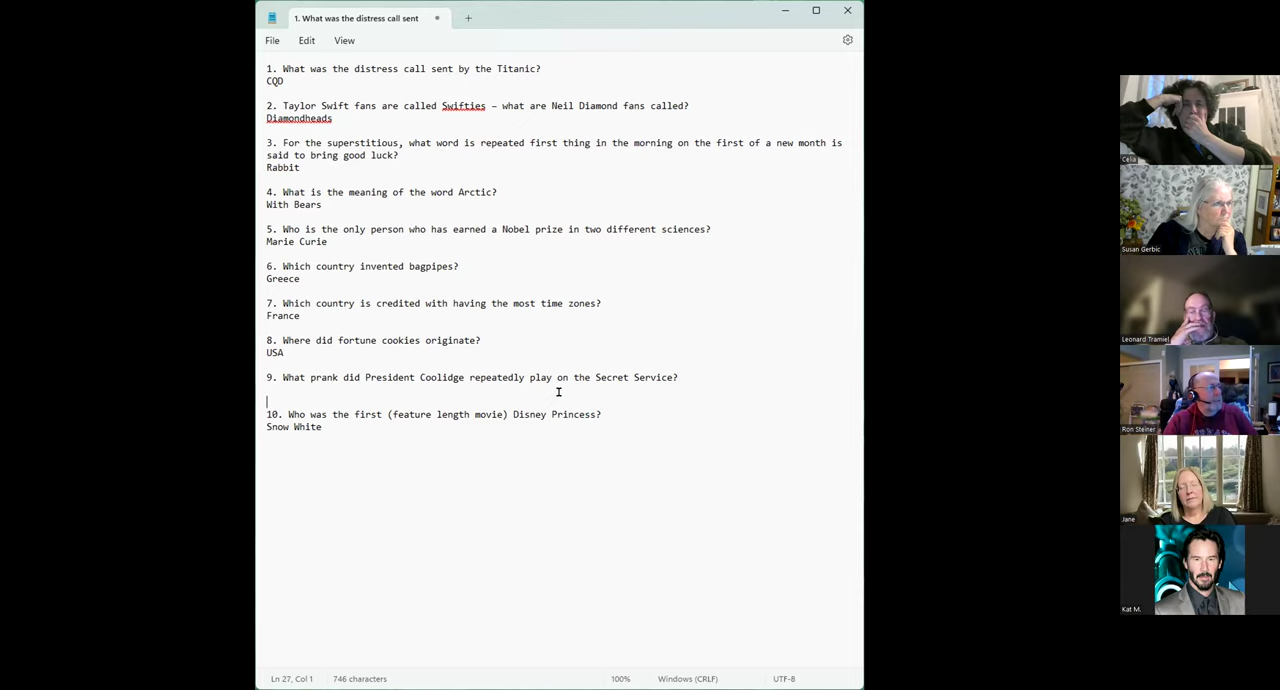 1. What was the distress call sent
File
Edit
View
1. What was the distress call sent by the Titanic?
CQD
2. Taylor Swift fans are called Swifties – what are Neil Diamond fans called?
Diamondheads
3. For the superstitious, what word is repeated first thing in the morning on the first of a new month is
said to bring good luck?
Rabbit
4. What is the meaning of the word Arctic?
With Bears
5. Who is the only person who has earned a Nobel prize in two different sciences?
Marie Curie
6. Which country invented bagpipes?
Greece
7. Which country is credited with having the most time zones?
France
8. Where did fortune cookies originate?
USA
9. What prank did President Coolidge repeatedly play on the Secret Service?
10. Who was the first (feature length movie) Disney Princess?
Snow White
Ln 27, Col 1
746 characters
100%
Windows (CRLF)
UTF-8
Celia
Susan Gerbic
Leonard Tramiel
Ron Steiner
Jane
Kat M.